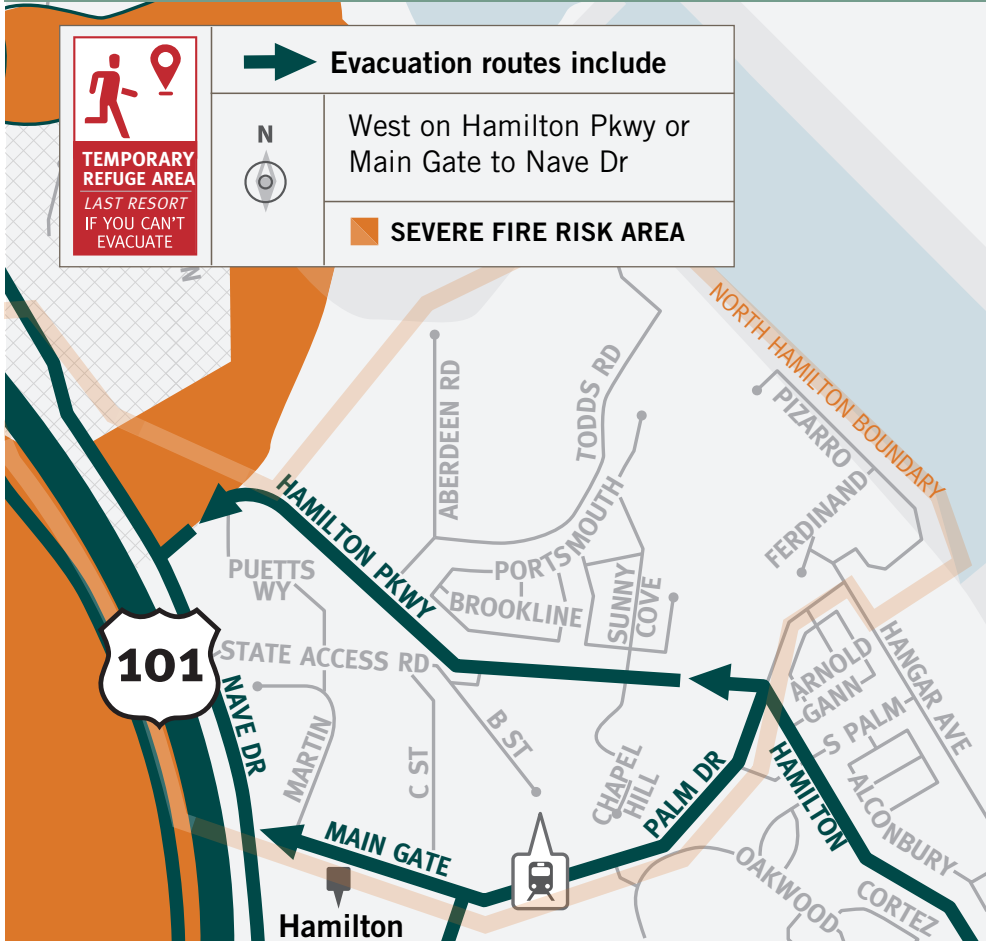 Evacuation routes include
TEMPORARY
REFUGE AREA
LAST RESORT
IF YOU CAN'T
EVACUATE
N
West on Hamilton Pkwy or
Main Gate to Nave Dr
SEVERE FIRE RISK AREA
N
NORTH HAMILTON BOUNDARY
ABERDEEN RD
TODDS RD
PIZARRO
FERDINAND
HAMILTON PKWY
PORTSMOUTH
PUETTS
WY
BROOKLINE
SUNNY
COVE
STATE ACCESS RD
101
NAVE DR
MARTIN
C ST
B ST
CHAPEL
HILL
PALM DR
HAMILTON
ARNOLD
GANN
S PALM
HANGAR AVE
ALCONBURY
OAKWOOD
CORTEZ
MAIN GATE
Hamilton